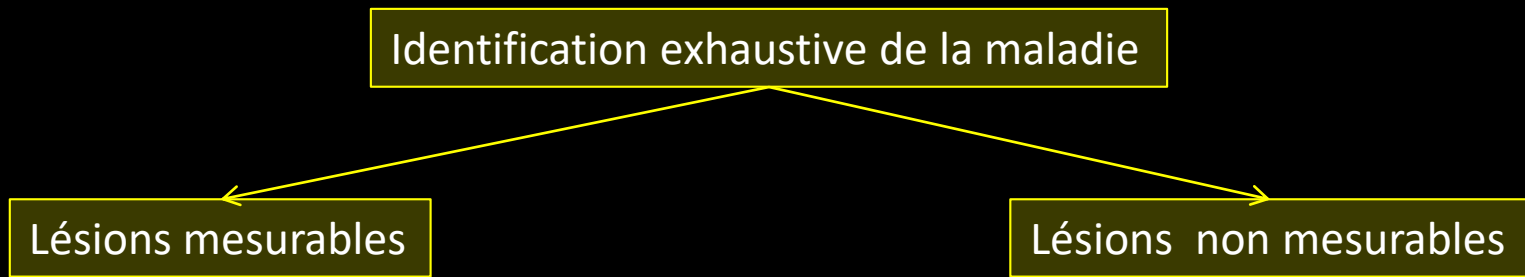 Identification exhaustive de la maladie
Lésions mesurables
Lésions non mesurables